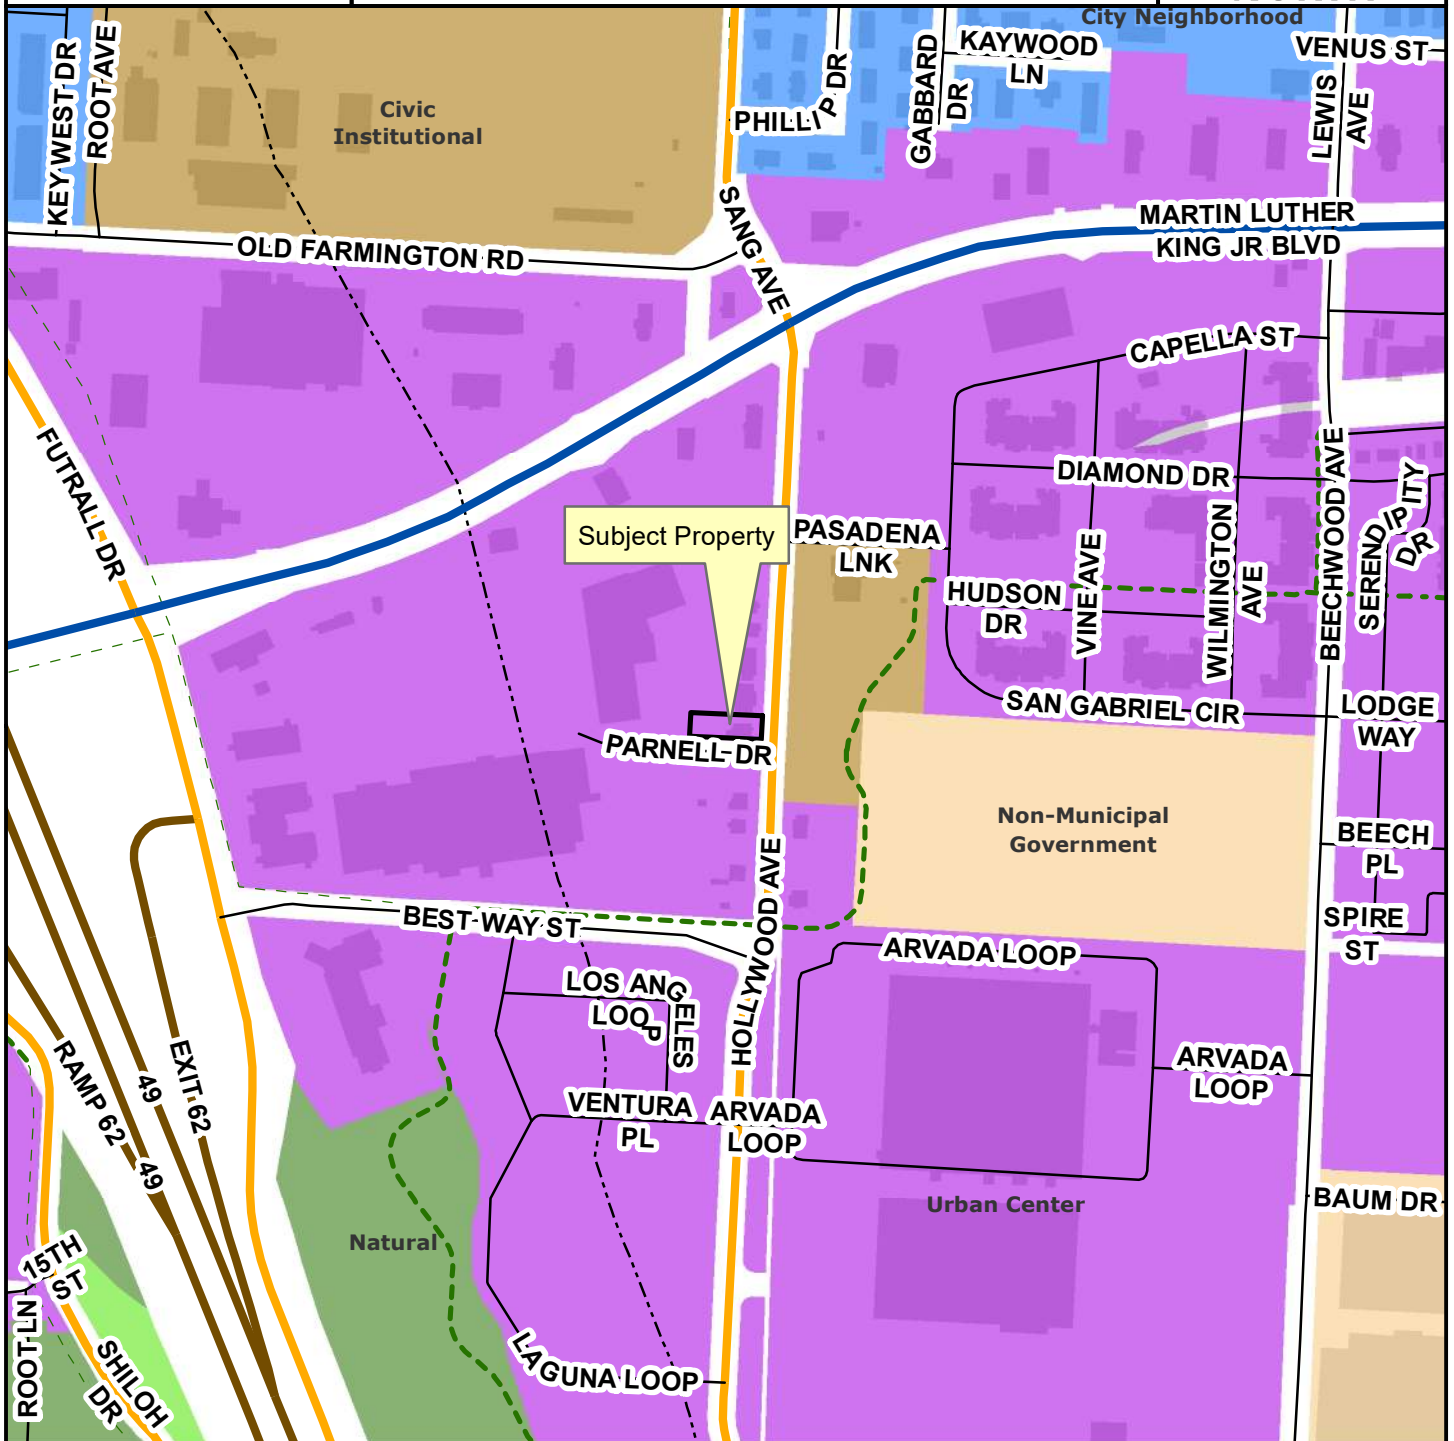 City Neighborhood
KEY WEST DR
ROOT AVE
Civic
Institutional
PHILLIP DR
GABBARD
DR
KAYWOOD
LN
VENUS ST
LEWIS
AVE
SANG AVE
MARTIN LUTHER
KING JR BLVD
OLD FARMINGTON RD
CAPELLA ST
FUTRALL DR
DIAMOND DR
BEECHWOOD AVE
SERENDIPITY
DR
Subject Property
PASADENA
LNK
HUDSON
DR
VINE AVE
WILMINGTON
AVE
SAN GABRIEL CIR
LODGE
WAY
PARNELL DR
Non-Municipal
Government
BEECH
PL
HOLLYWOOD AVE
BEST WAY ST
SPIRE
ST
ARVADA LOOP
LOS ANGELES
LOOP
RAMP 62
49
EXIT 62
49
ARVADA
LOOP
VENTURA
PL
ARVADA
LOOP
Urban Center
BAUM DR
Natural
15TH
ST
ROOT LN
SHILOH
DR
LAGUNA LOOP